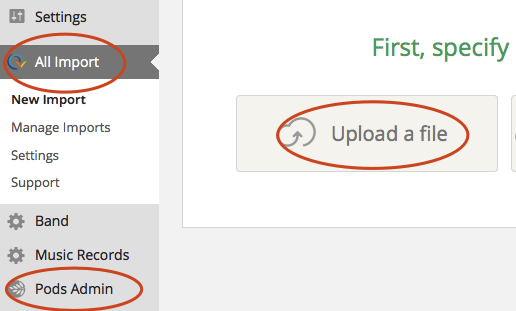 Settings
All Import
New Import
Manage Imports
Settings
Support
Band
Music Records
Pods Admin
First, specify
Upload a file